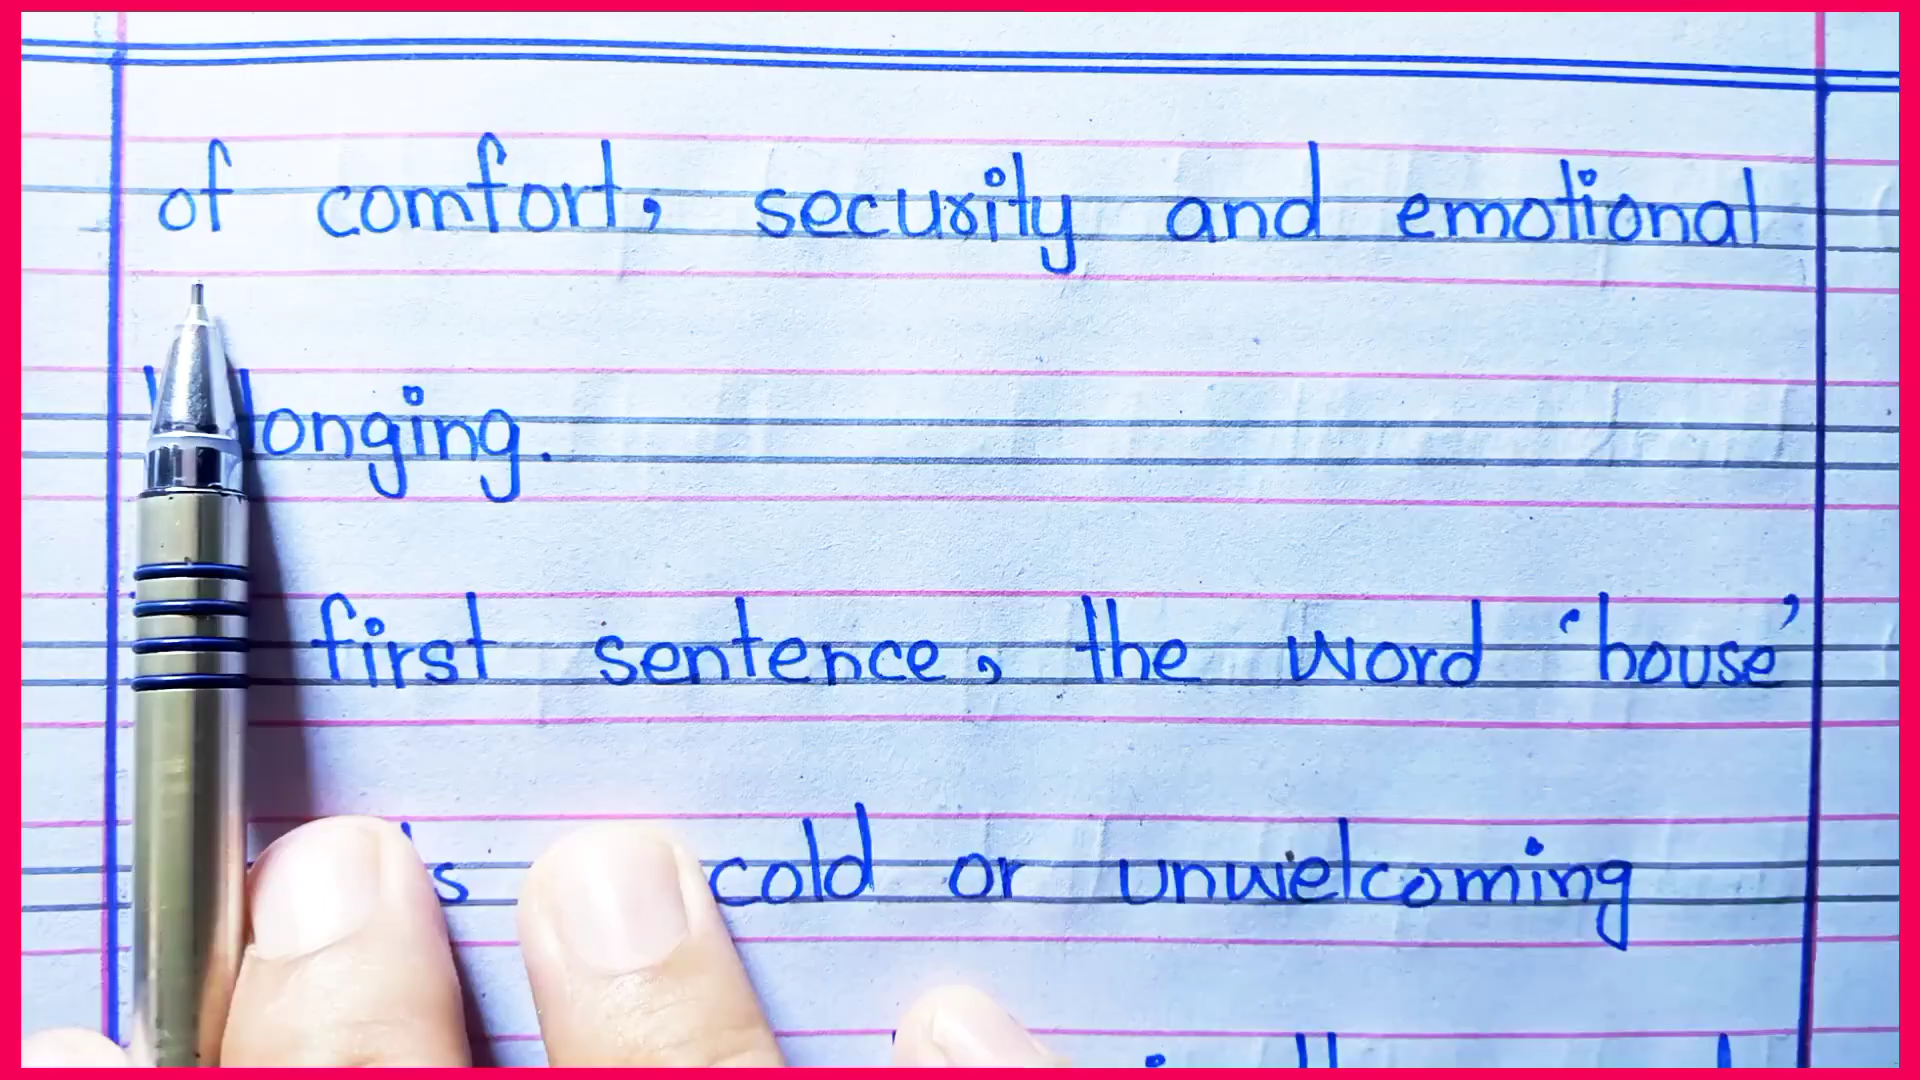 of comfort, security and emotional
longing.
first sentence, the word 'house'
cold or unwelcoming